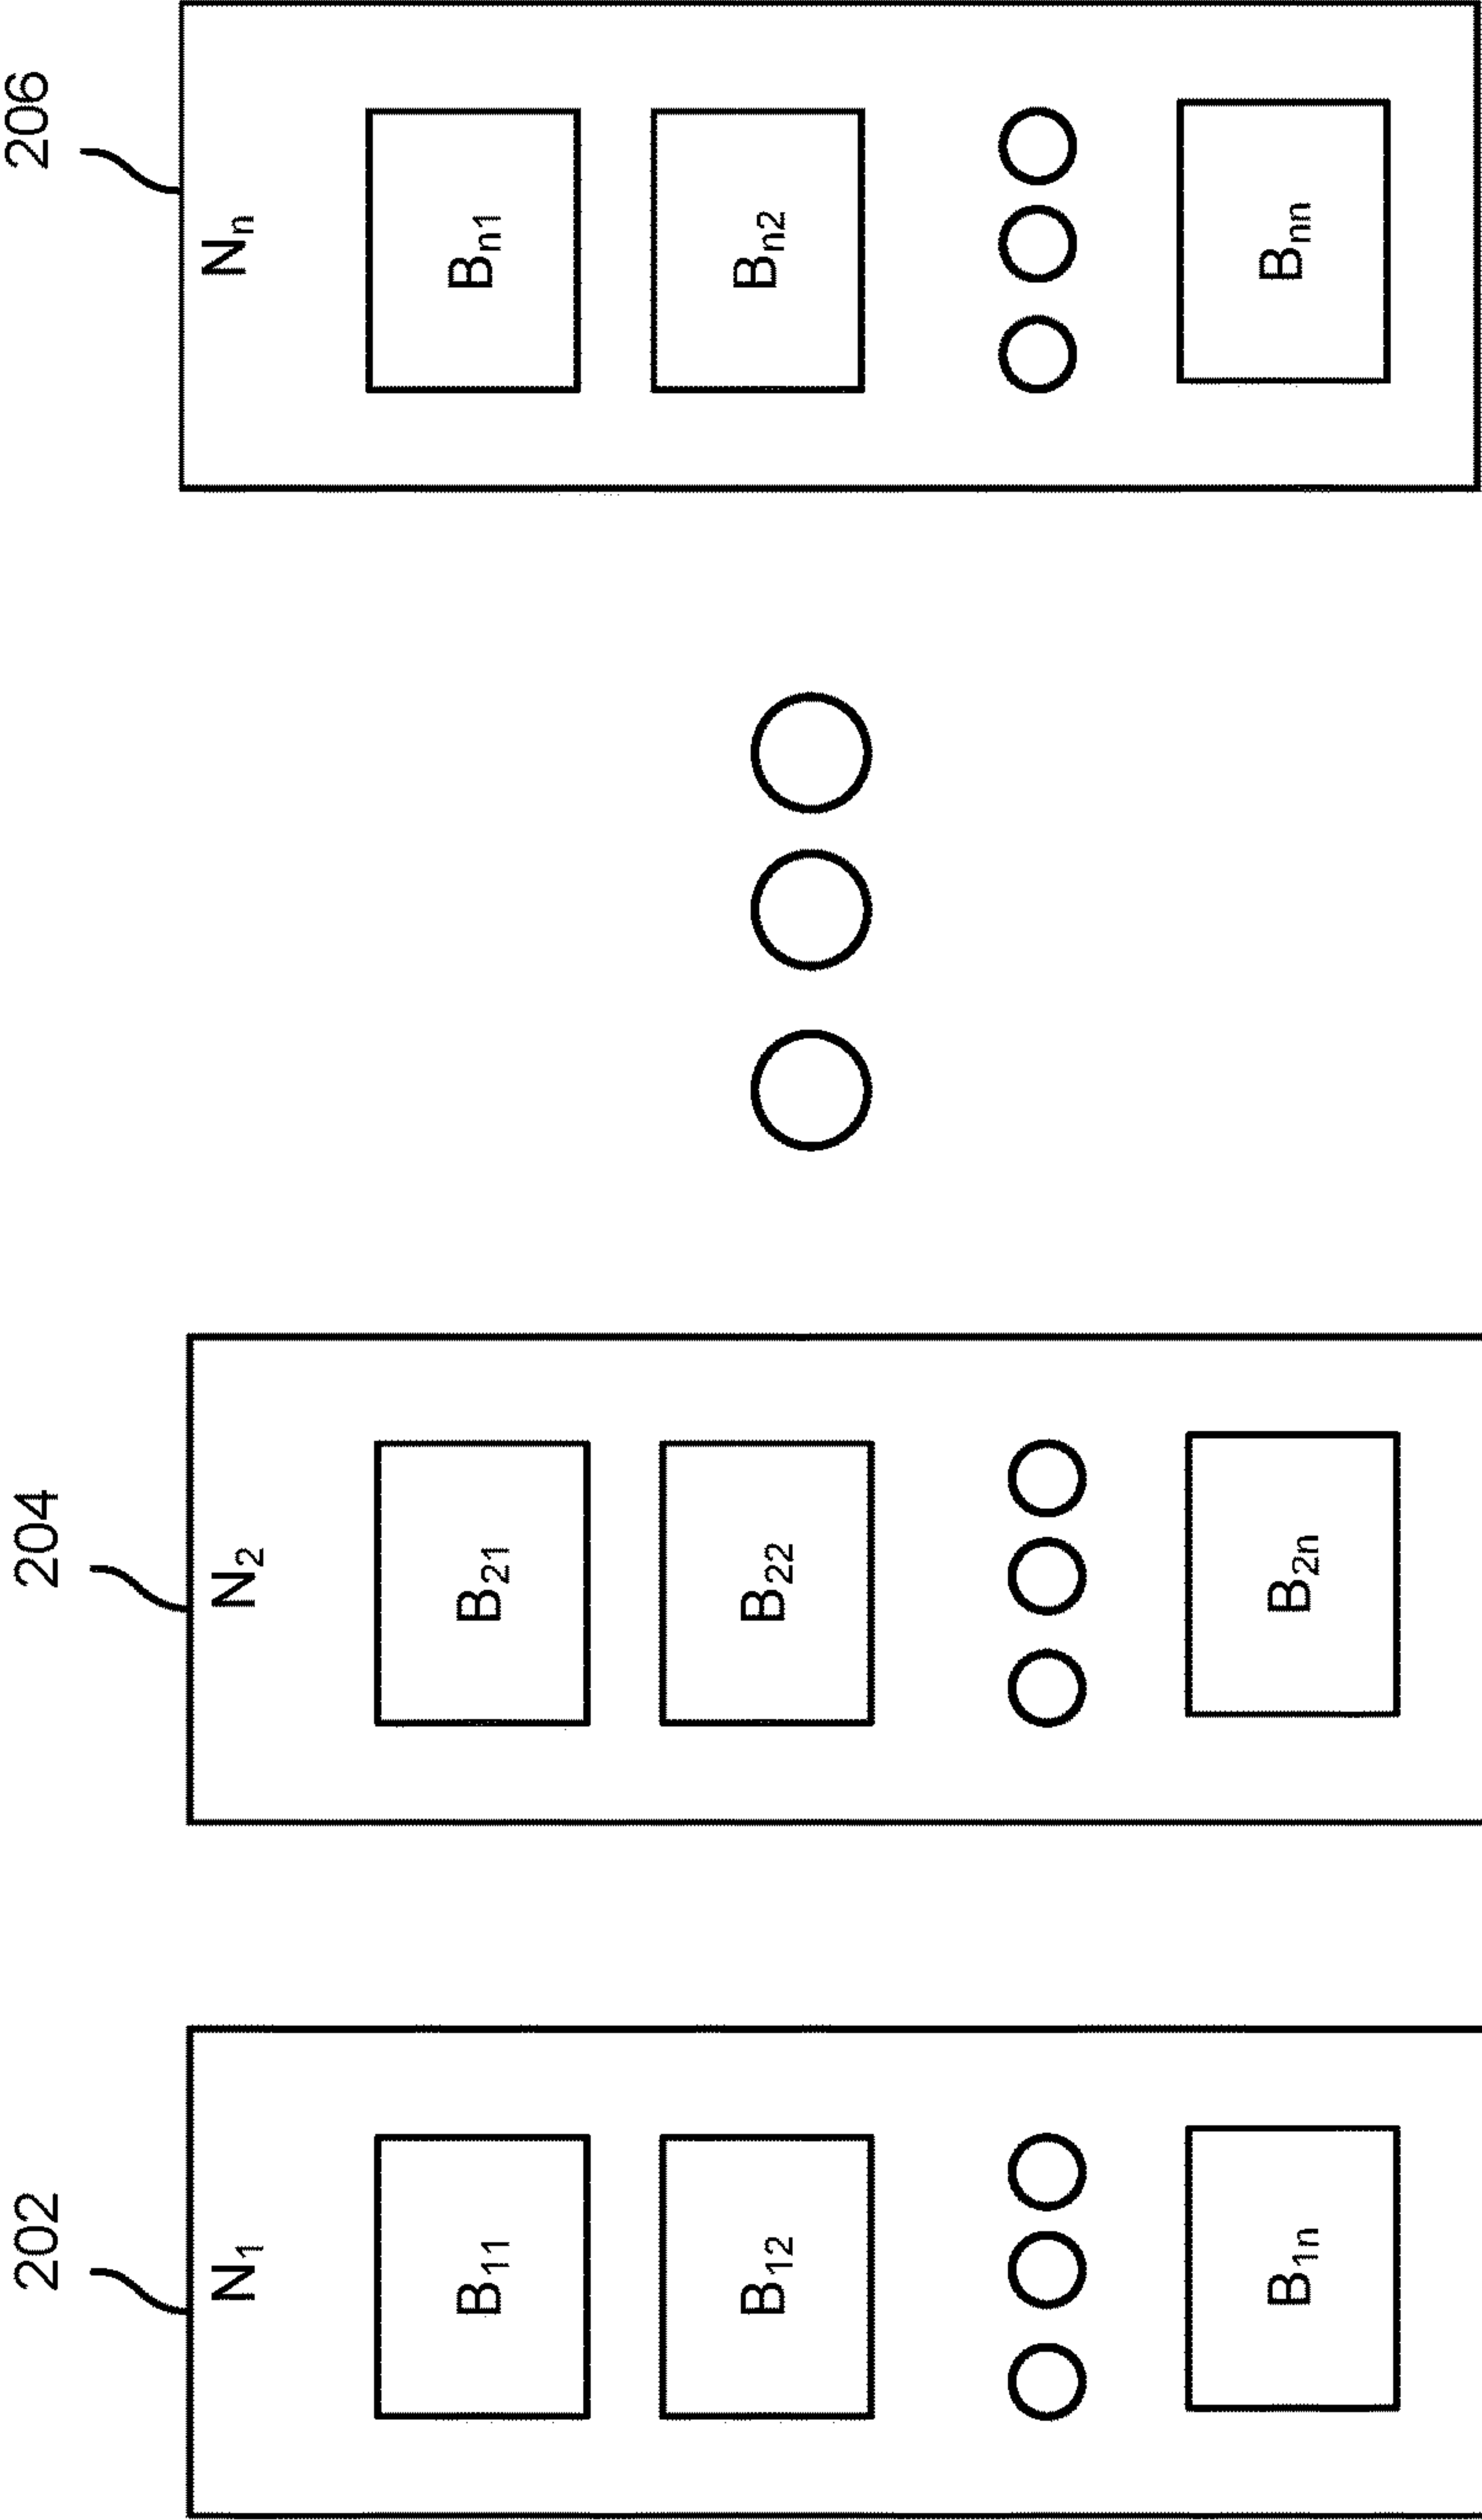 202
N₁
B₁₁
B₁₂
B₁ₙ
204
N₂
B₂₁
B₂₂
B₂ₙ
206
Nₙ
Bₙ₁
Bₙ₂
Bₙₙ